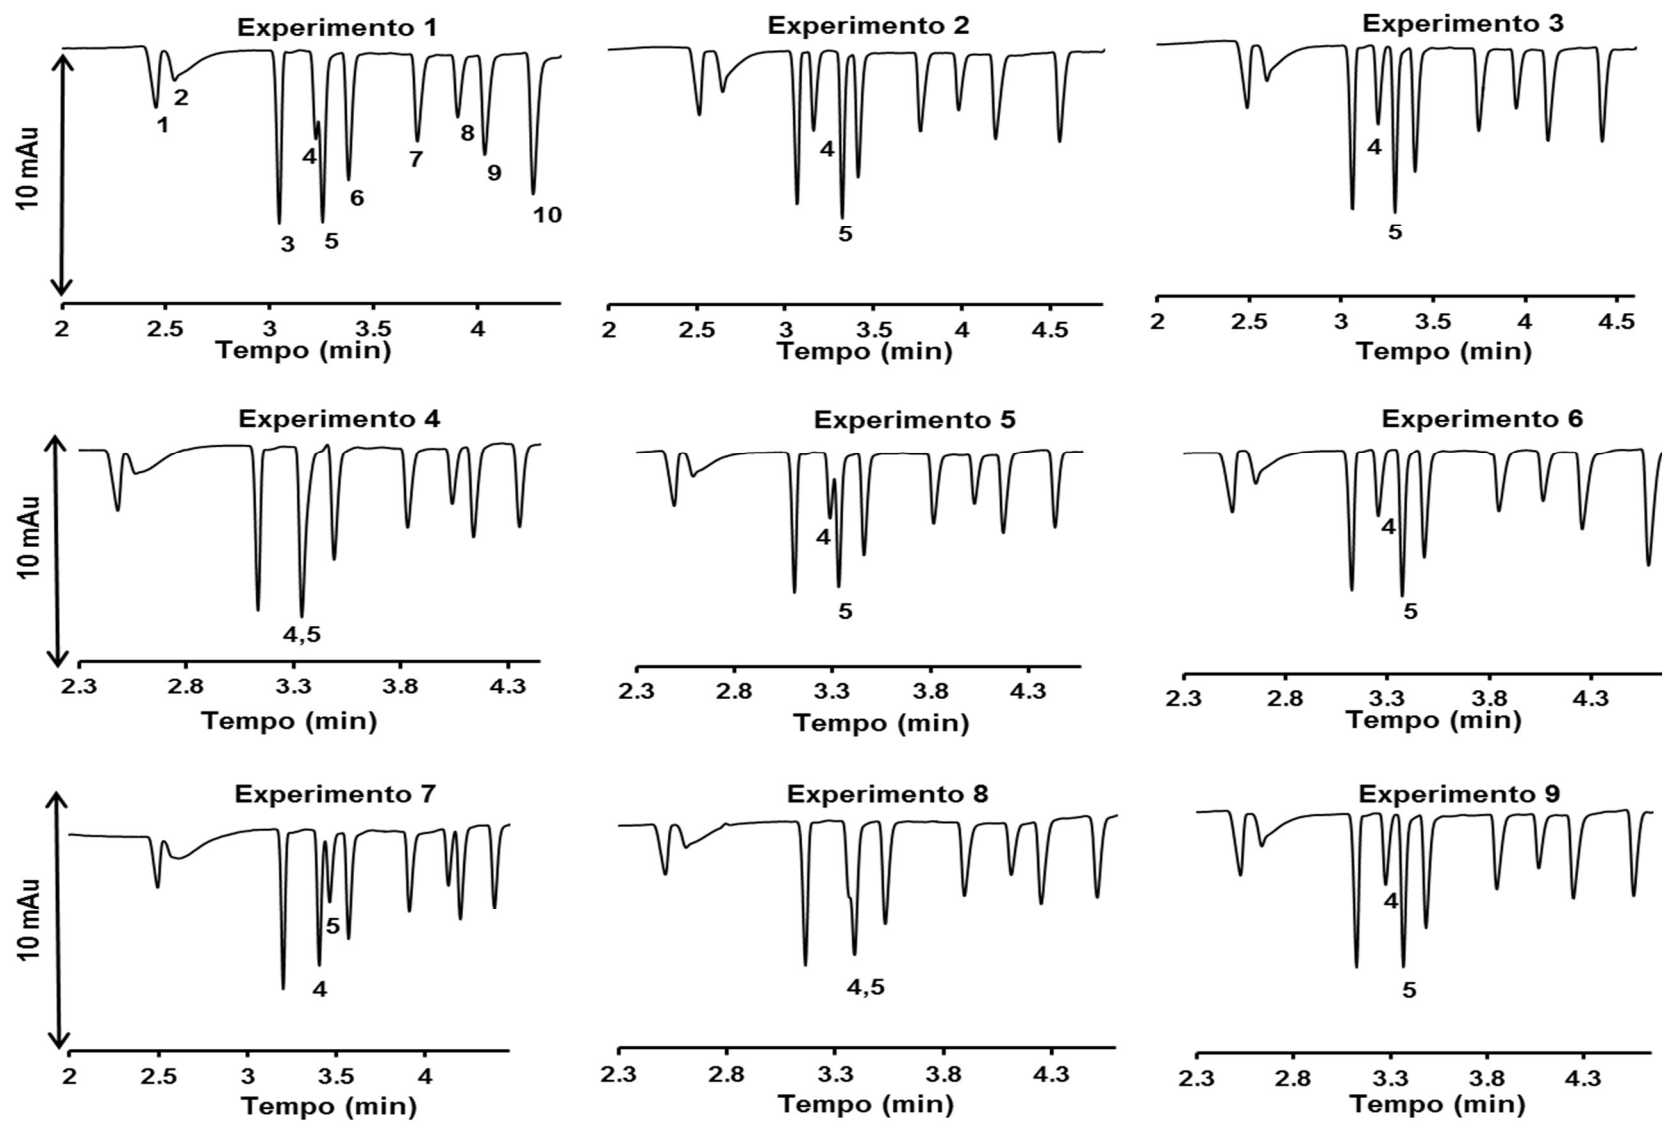 Experimento 1
10 mAu
1
2
3
4
5
6
7
8
9
10
2 2.5 3 3.5 4
Tempo (min)
Experimento 2
4
5
2 2.5 3 3.5 4 4.5
Tempo (min)
Experimento 3
4
5
2 2.5 3 3.5 4 4.5
Tempo (min)
Experimento 4
10 mAu
4,5
2.3 2.8 3.3 3.8 4.3
Tempo (min)
Experimento 5
4
5
2.3 2.8 3.3 3.8 4.3
Tempo (min)
Experimento 6
4
5
2.3 2.8 3.3 3.8 4.3
Tempo (min)
Experimento 7
10 mAu
5
4
2 2.5 3 3.5 4
Tempo (min)
Experimento 8
4,5
2.3 2.8 3.3 3.8 4.3
Tempo (min)
Experimento 9
4
5
2.3 2.8 3.3 3.8 4.3
Tempo (min)